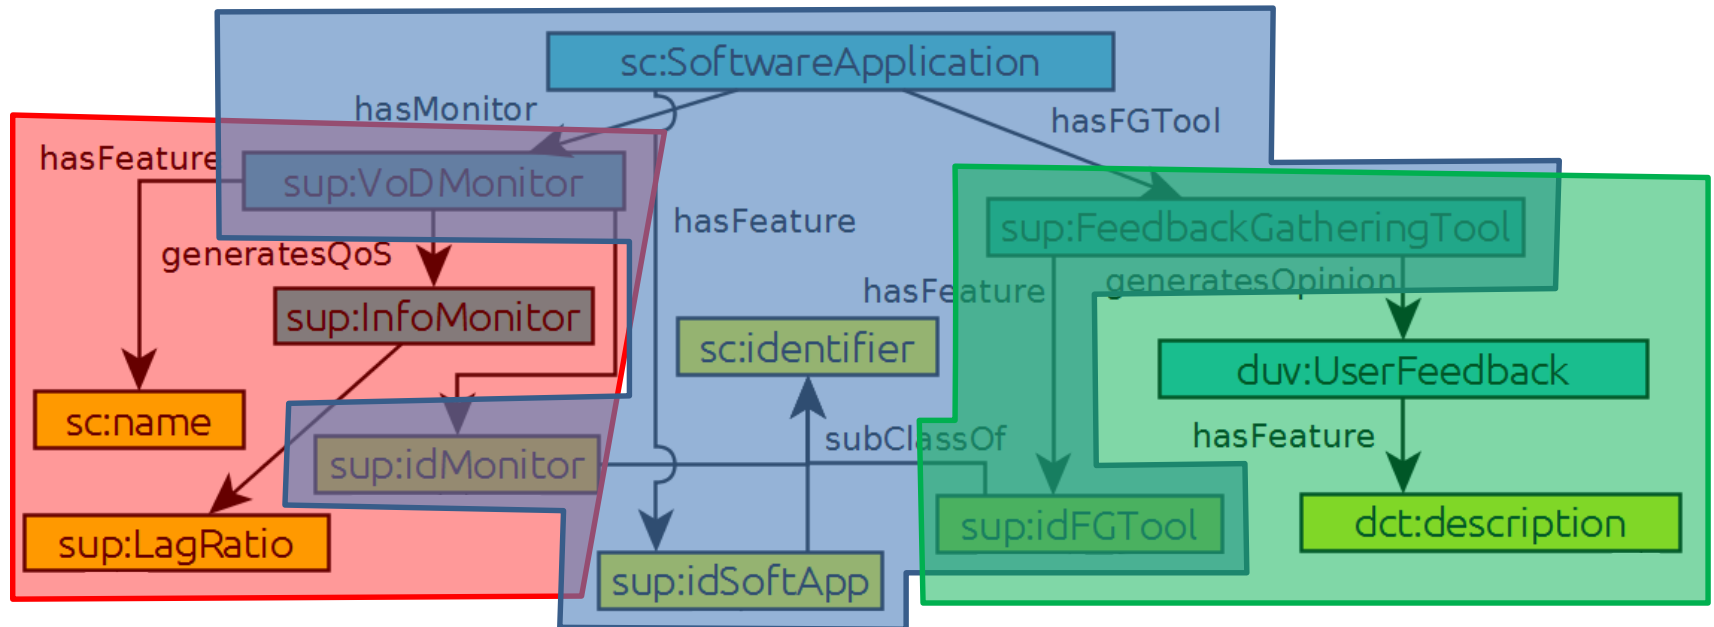 sc:SoftwareApplication
hasMonitor
hasFGTool
hasFeature
sup:VoDMonitor
hasFeature
sup:FeedbackGatheringTool
generatesQoS
hasFeature
generatesOpinion
sup:InfoMonitor
sc:identifier
duv:UserFeedback
sc:name
subClassOf
hasFeature
sup:idMonitor
sup:LagRatio
sup:idFGTool
dct:description
sup:idSoftApp